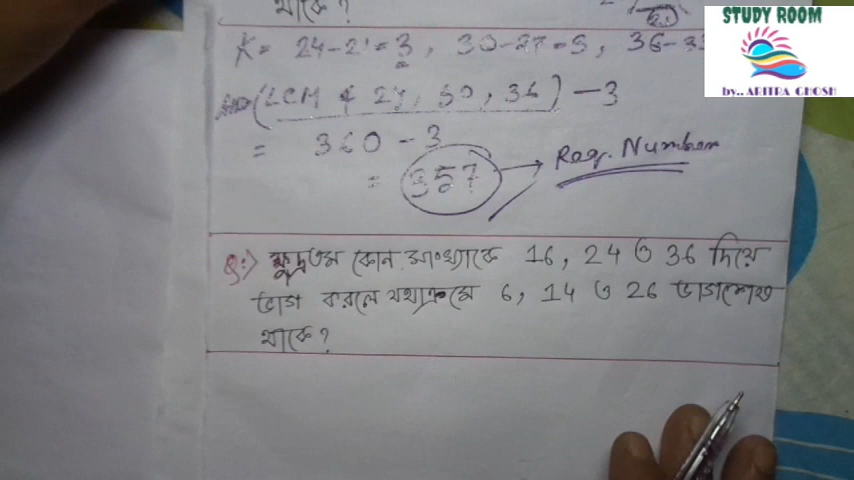 থাকে?
STUDY ROOM
by.. ARITRA GHOSH
K = 24-21=3, 30-27=3, 36-33
(LCM of 24, 30, 36) - 3
= 360 - 3
= 357 → Req. Number
Q:> ক্ষুদ্রতম কোন সংখ্যাকে 16, 24 ও 36 দিয়ে
ভাগ করলে যথাক্রমে 6, 14 ও 26 ভাগশেষ
থাকে?